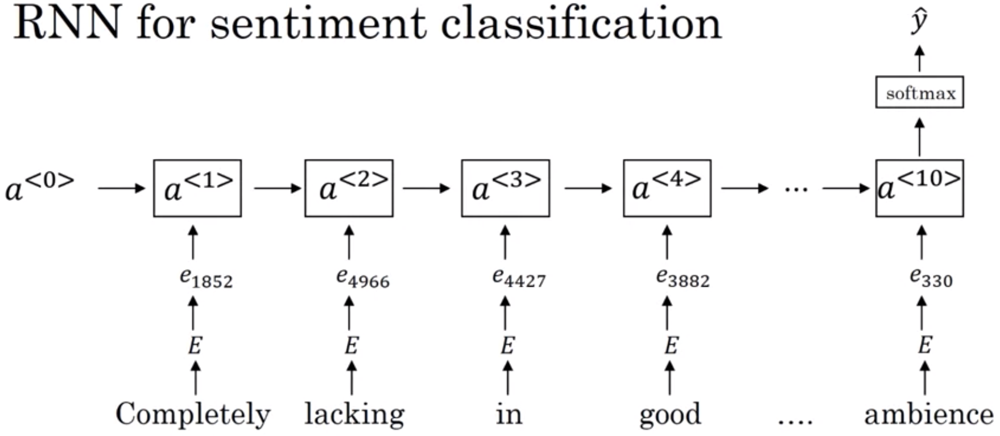 RNN for sentiment classification
ŷ
softmax
a<0> a<1> a<2> a<3> a<4> ... a<10>
e1852 e4966 e4427 e3882 e330
E E E E E
Completely lacking in good .... ambience